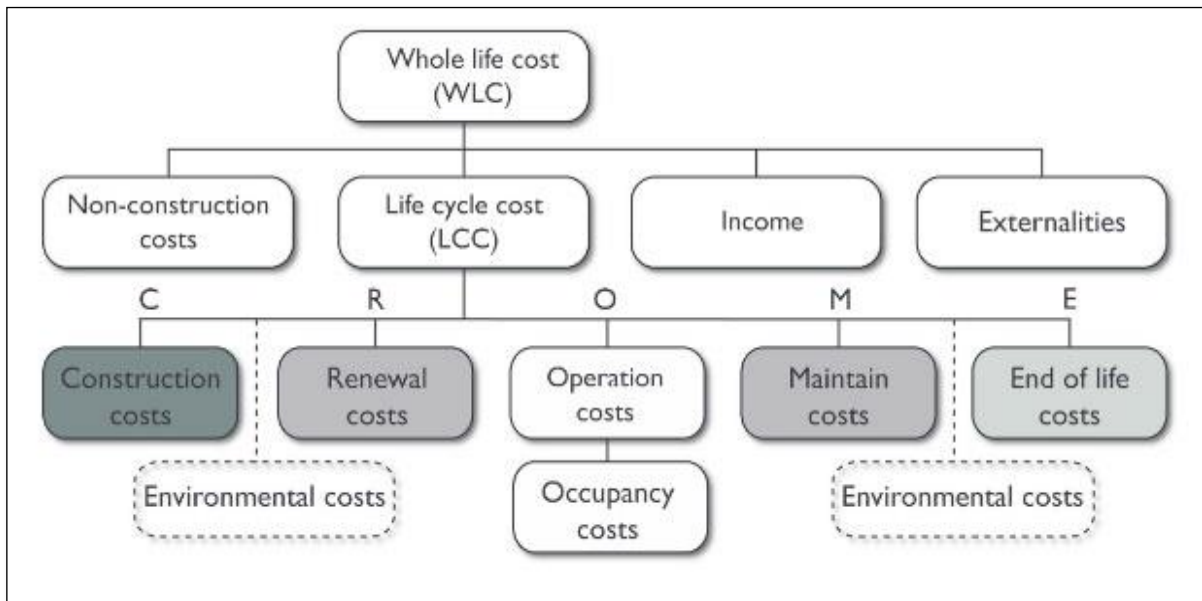 Whole life cost
(WLC)
Non-construction
costs
Life cycle cost
(LCC)
Income
Externalities
C
R
O
M
E
Construction
costs
Renewal
costs
Operation
costs
Maintain
costs
End of life
costs
Environmental costs
Occupancy
costs
Environmental costs